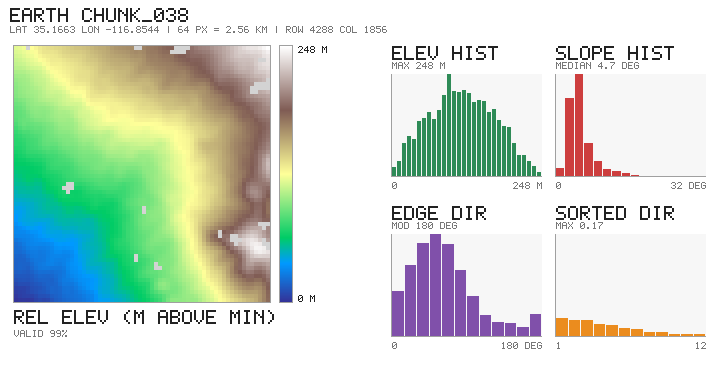 EARTH CHUNK_038
LAT 35.1663 LON -116.8544 | 64 PX = 2.56 KM | ROW 4288 COL 1856
248 M
0 M
REL ELEV (M ABOVE MIN)
VALID 99%
ELEV HIST
MAX 248 M
0 248 M
SLOPE HIST
MEDIAN 4.7 DEG
0 32 DEG
EDGE DIR
MOD 180 DEG
0 180 DEG
SORTED DIR
MAX 0.17
1 12